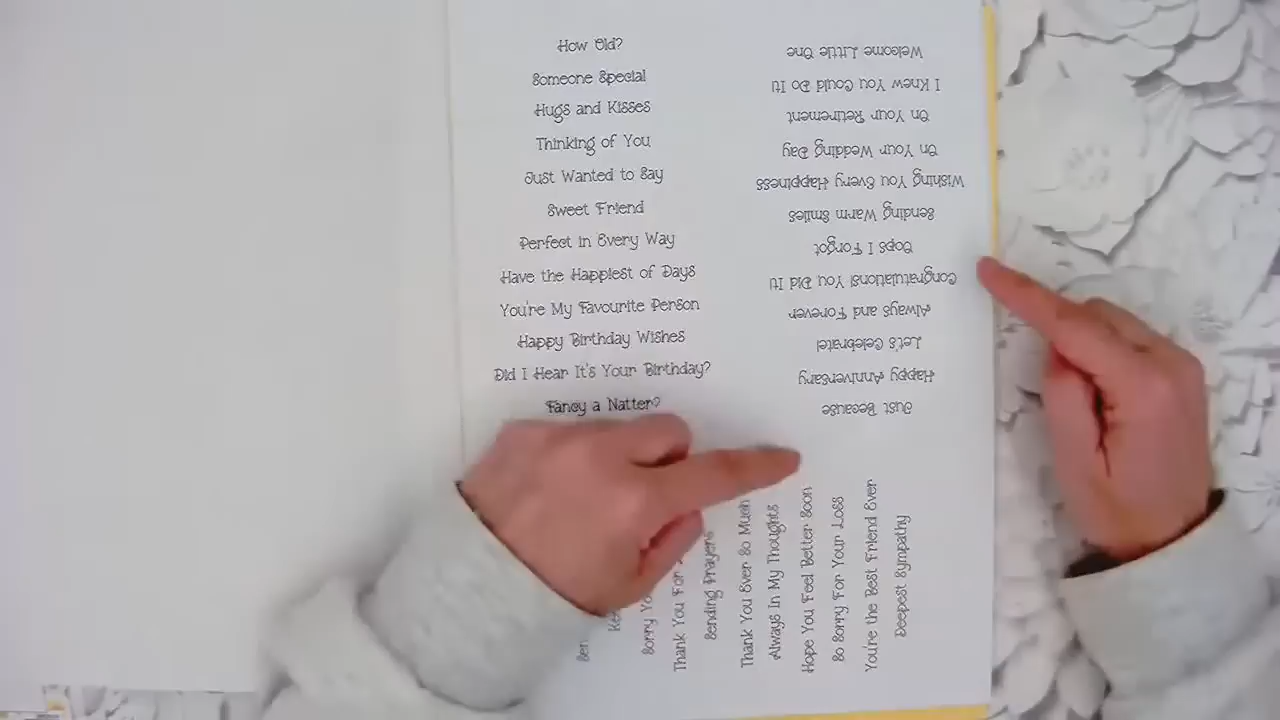 How Old?
Someone Special
Hugs and Kisses
Thinking of You
Just Wanted to Say
Sweet Friend
Perfect in Every Way
Have the Happiest of Days
You're My Favourite Person
Happy Birthday Wishes
Did I Hear It's Your Birthday?
Fancy a Natter?
Just Because
Happy Anniversary
Let's Celebrate!
Always and Forever
Congratulations! You Did It!
Oops I Forgot
Sending Warm Smiles
Wishing You Every Happiness
On Your Wedding Day
On Your Retirement
I Knew You Could Do It!
Welcome Little One
Sorry
Thank You For
Sending Prayers
Thank You Ever So Much
Always In My Thoughts
Hope You Feel Better Soon
So Sorry For Your Loss
You're the Best Friend Ever
Deepest Sympathy